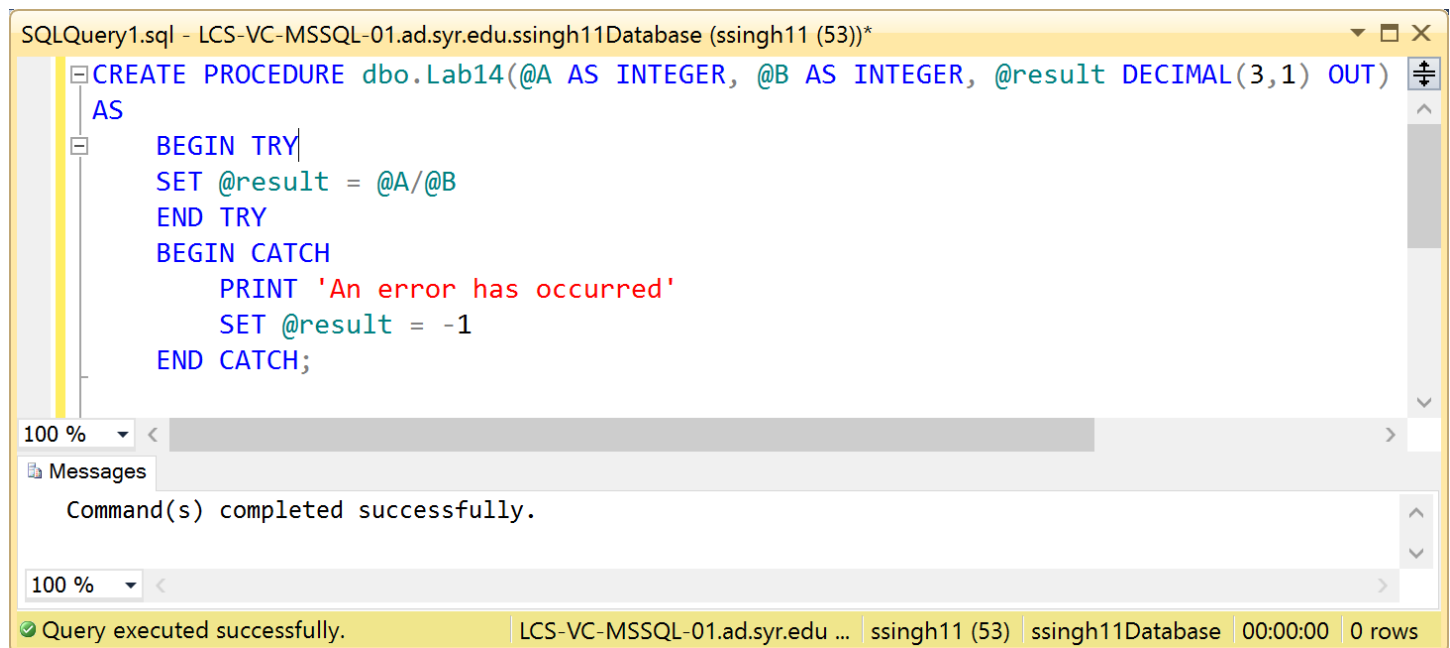 SQLQuery1.sql - LCS-VC-MSSQL-01.ad.syr.edu.ssingh11Database (ssingh11 (53))*
CREATE PROCEDURE dbo.Lab14(@A AS INTEGER, @B AS INTEGER, @result DECIMAL(3,1) OUT)
AS
BEGIN TRY
SET @result = @A/@B
END TRY
BEGIN CATCH
PRINT 'An error has occurred'
SET @result = -1
END CATCH;
100 %
Messages
Command(s) completed successfully.
100 %
Query executed successfully. LCS-VC-MSSQL-01.ad.syr.edu ... ssingh11 (53) ssingh11Database 00:00:00 0 rows